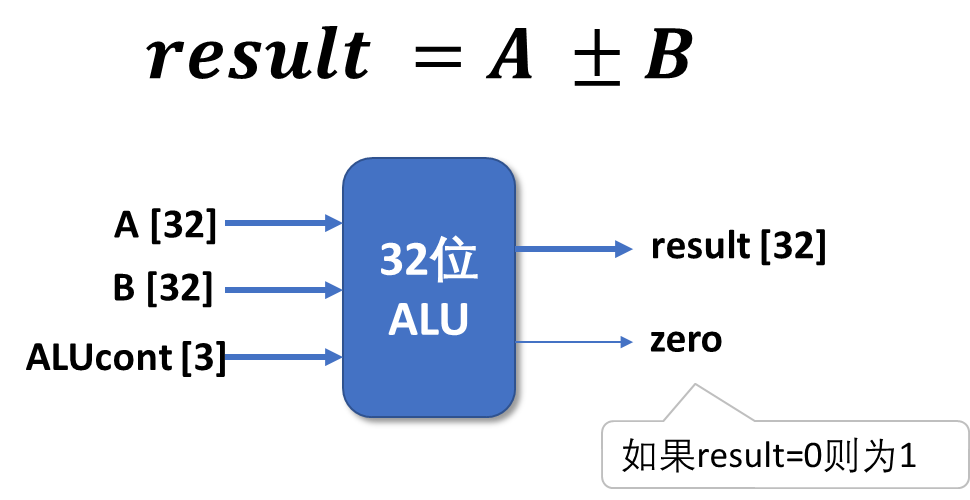 result = A ± B
A [32]
B [32]
ALUcont [3]
32位
ALU
result [32]
zero
如果result=0则为1